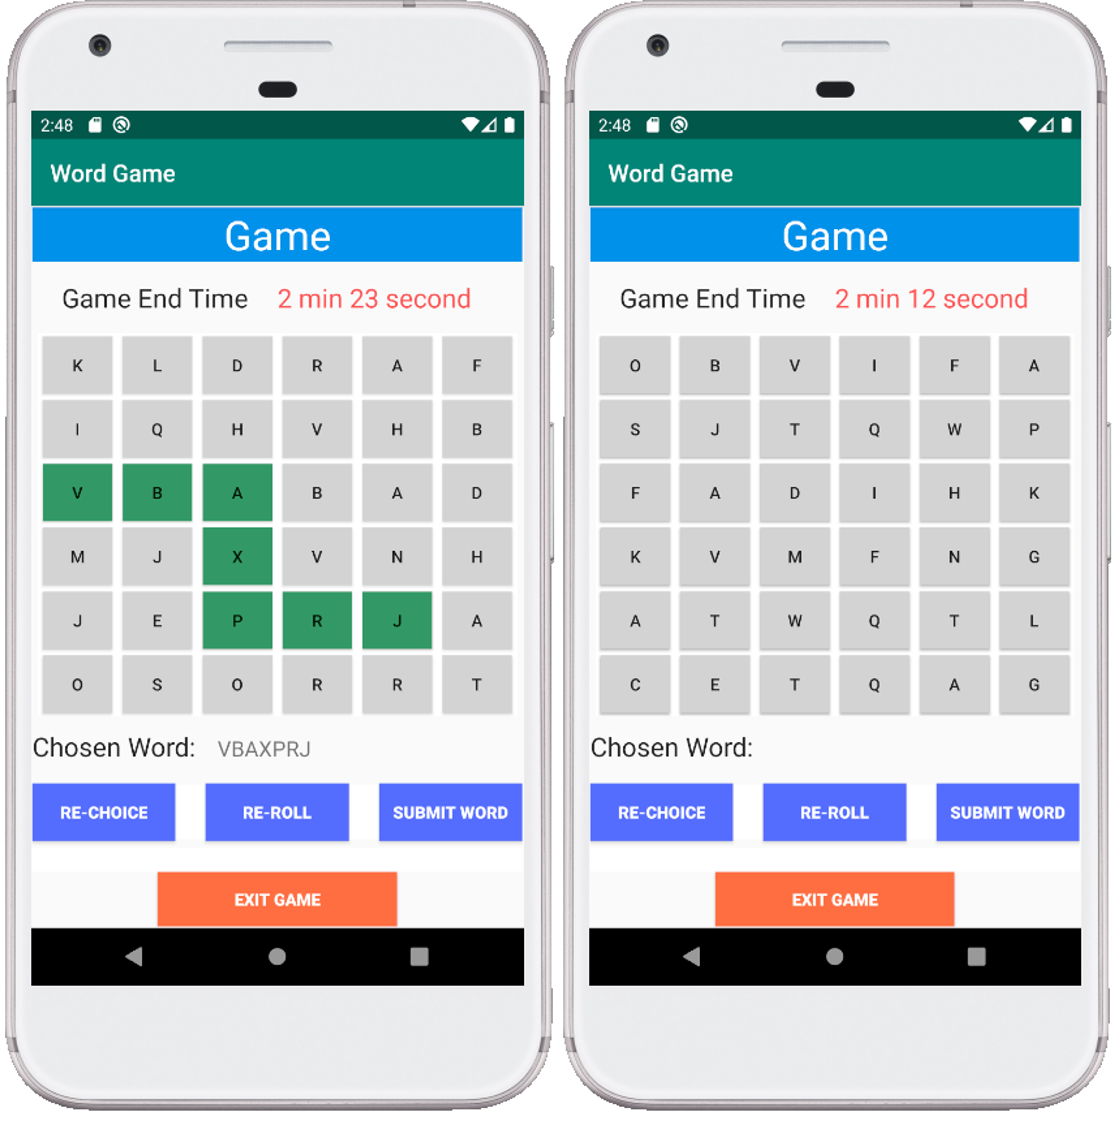 2:48
Word Game
Game
Game End Time 2 min 23 second
K L D R A F
I Q H V H B
V B A B A D
M J X V N H
J E P R J A
O S O R R T
Chosen Word: VBAXPRJ
RE-CHOICE RE-ROLL SUBMIT WORD
EXIT GAME
2:48
Word Game
Game
Game End Time 2 min 12 second
O B V I F A
S J T Q W P
F A D I H K
K V M F N G
A T W Q T L
C E T Q A G
Chosen Word:
RE-CHOICE RE-ROLL SUBMIT WORD
EXIT GAME